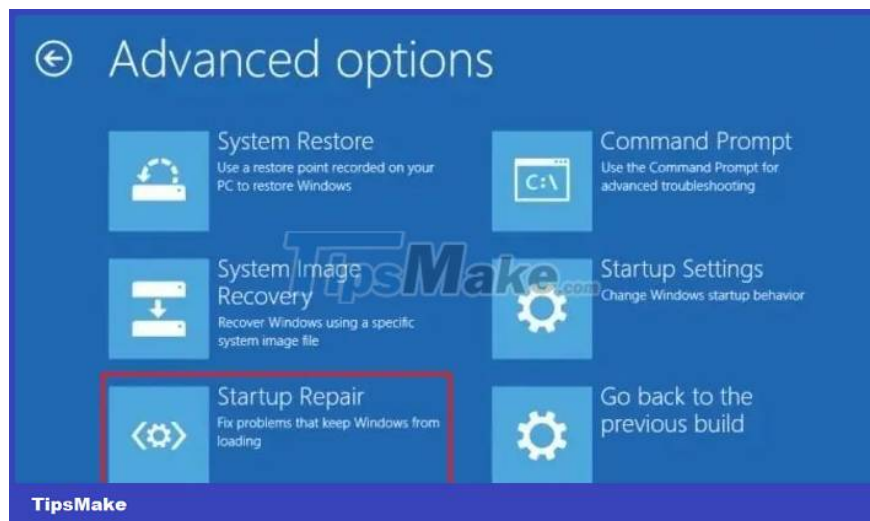 Advanced options
System Restore
Use a restore point recorded on your
PC to restore Windows
Command Prompt
Use the Command Prompt for
advanced troubleshooting
C:\
System Image
Recovery
Recover Windows using a specific
system image file
Startup Settings
Change Windows startup behavior
TipsMake.com
Startup Repair
Fix problems that keep Windows from
loading
Go back to the
previous build
TipsMake